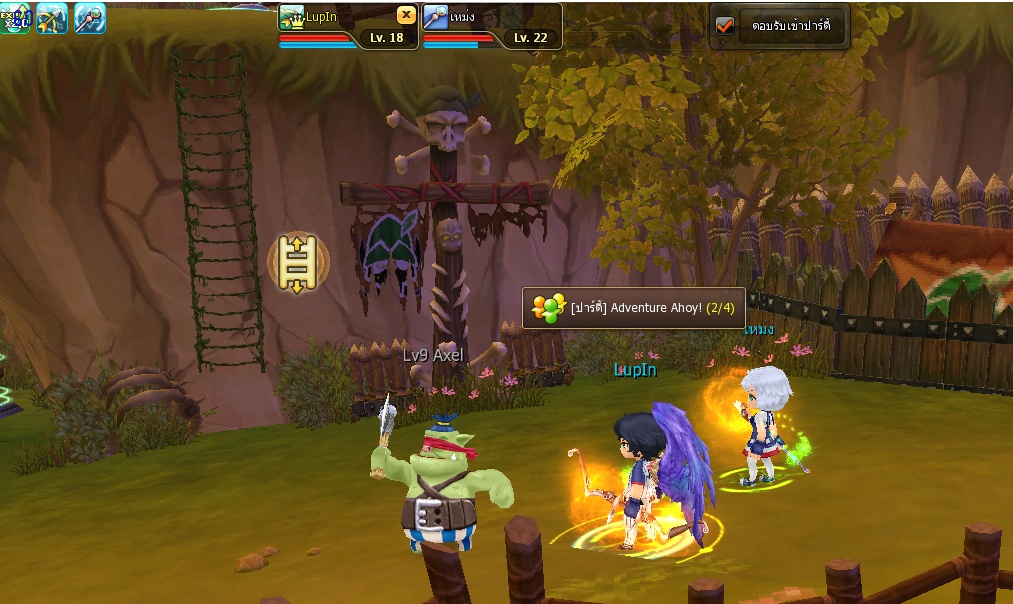 EXP
LupIn
Lv. 18
เหม่ง
Lv. 22
ตอบรับเข้าปาร์ตี้
[ปาร์ตี้] Adventure Ahoy! (2/4)
เหม่ง
Lv9 Axel
LupIn